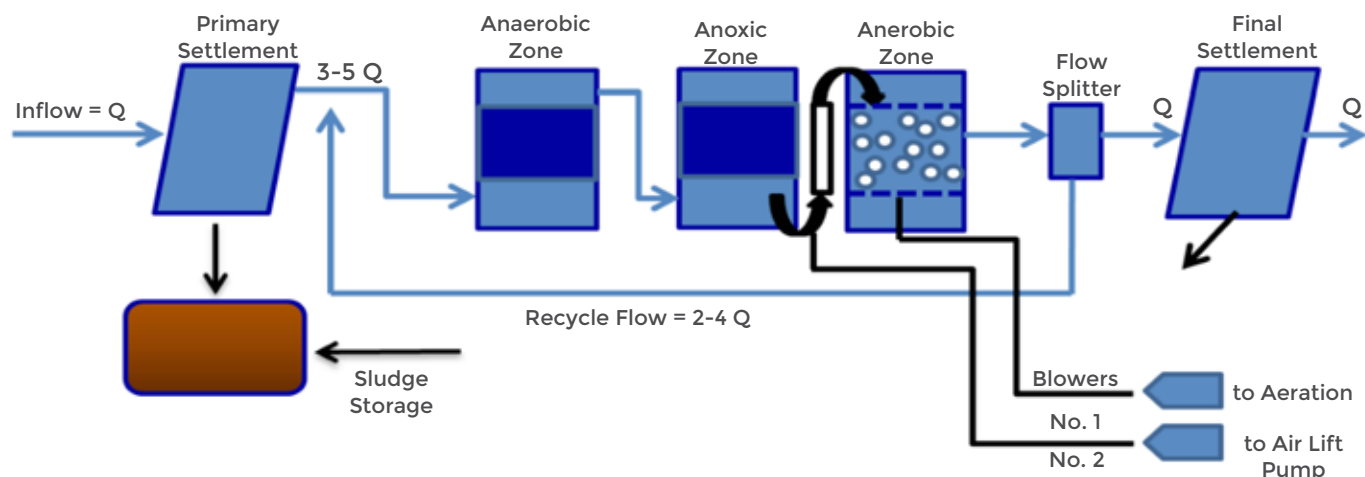 Primary
Settlement
Anaerobic
Zone
Anoxic
Zone
Anerobic
Zone
Flow
Splitter
Final
Settlement
Inflow = Q
3-5 Q
Q
Q
Recycle Flow = 2-4 Q
Sludge
Storage
Blowers
to Aeration
No. 1
No. 2
to Air Lift
Pump